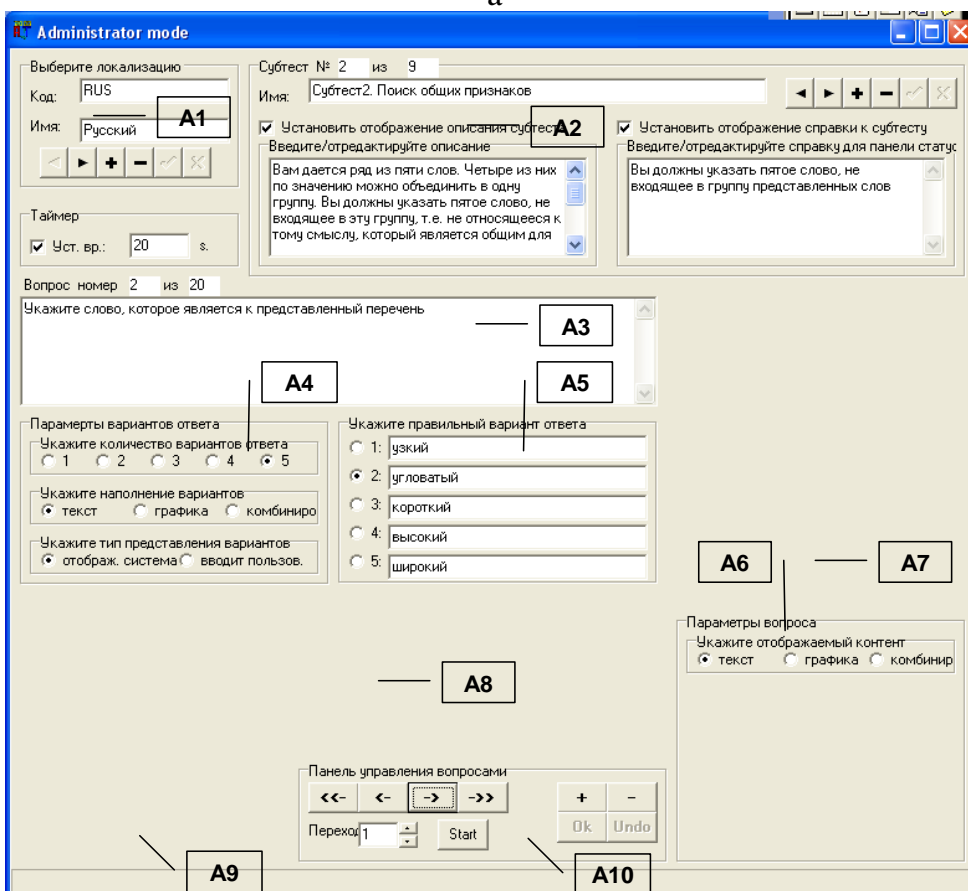 а
Administrator mode
Выберите локализацию
Код: RUS
Имя: Русский
A1
Субтест № 2 из 9
Имя: Субтест2. Поиск общих признаков
Установить отображение описания субтеста
A2
Установить отображение справки к субтесту
Введите/отредактируйте описание
Введите/отредактируйте справку для панели статус
Вам дается ряд из пяти слов. Четыре из них
по значению можно объединить в одну
группу. Вы должны указать пятое слово, не
входящее в эту группу, т.е. не относящееся к
тому смыслу, который является общим для
Вы должны указать пятое слово, не
входящее в группу представленных слов
Таймер
Уст. вр.: 20 s.
Вопрос номер 2 из 20
Укажите слово, которое является к представленный перечень
A3
A4
A5
Парамерты вариантов ответа
Укажите количество вариантов ответа
1 2 3 4 5
Укажите наполнение вариантов
текст графика комбиниро
Укажите тип представления вариантов
отображ. система вводит пользов.
Укажите правильный вариант ответа
1: узкий
2: угловатый
3: короткий
4: высокий
5: широкий
A6
A7
Параметры вопроса
Укажите отображаемый контент
текст графика комбинир
A8
Панель управления вопросами
<<- <- -> ->>
+ -
Переход 1 Start
Ok Undo
A9
A10